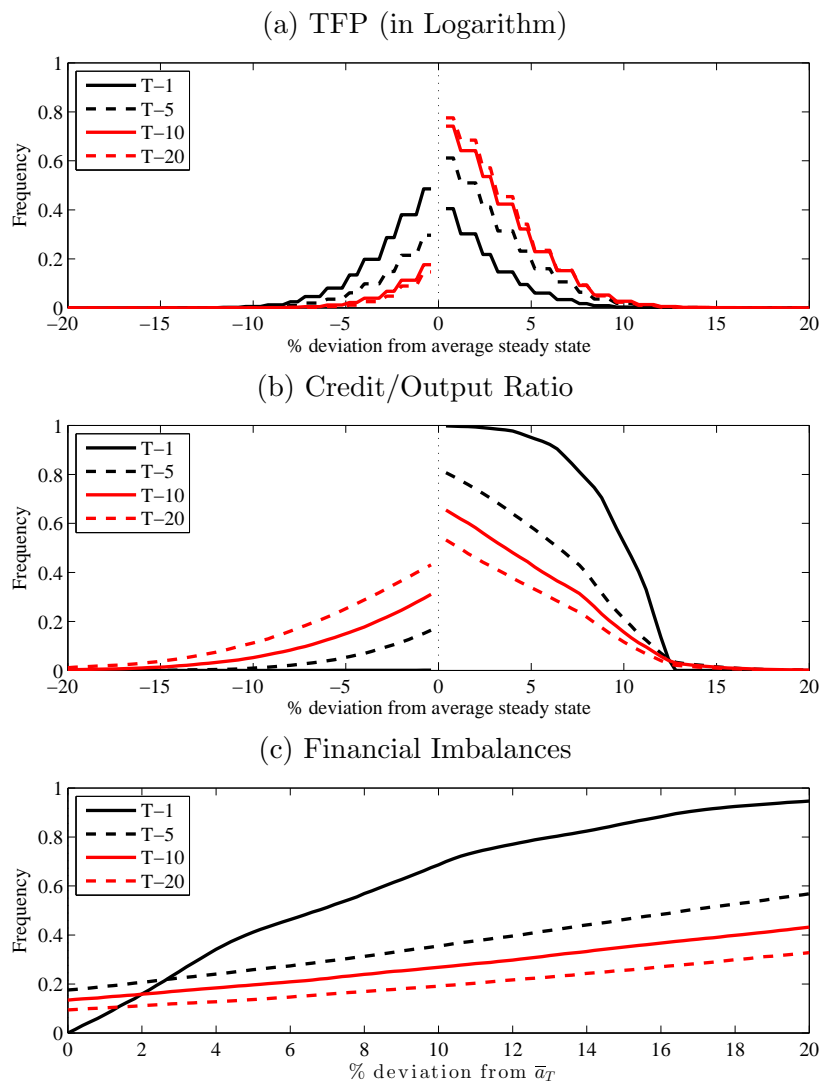 (a) TFP (in Logarithm)
1
0.8
0.6
0.4
0.2
0
Frequency
T−1
T−5
T−10
T−20
−20 −15 −10 −5 0 5 10 15 20
% deviation from average steady state
(b) Credit/Output Ratio
1
0.8
0.6
0.4
0.2
0
Frequency
T−1
T−5
T−10
T−20
−20 −15 −10 −5 0 5 10 15 20
% deviation from average steady state
(c) Financial Imbalances
1
0.8
0.6
0.4
0.2
0
Frequency
T−1
T−5
T−10
T−20
0 2 4 6 8 10 12 14 16 18 20
% deviation from a̅_T